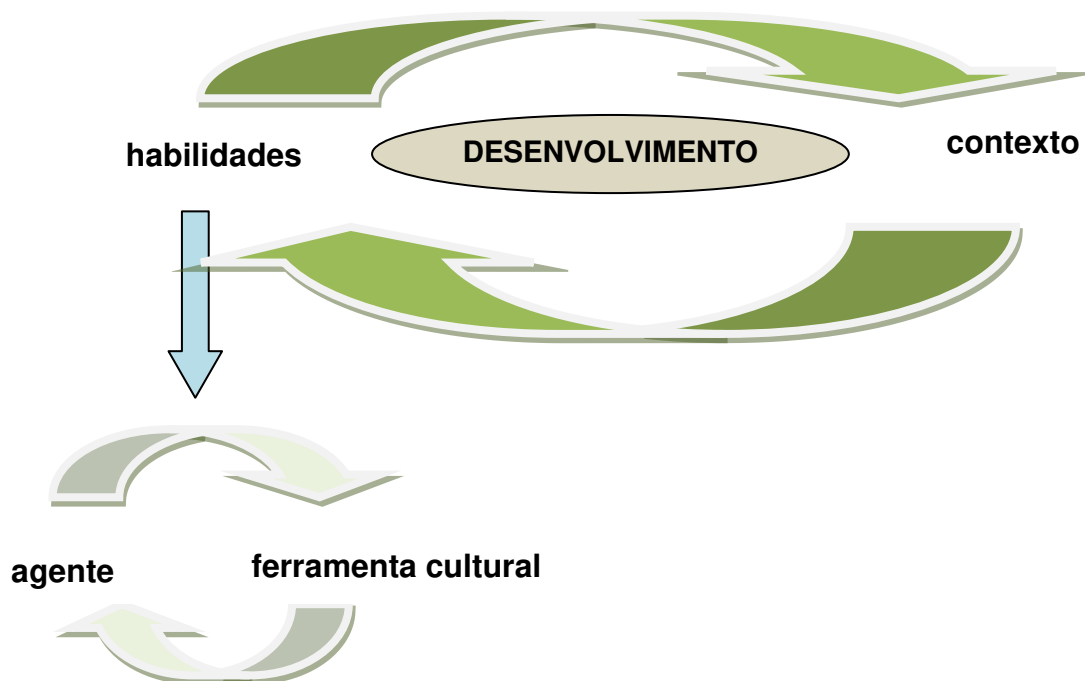 habilidades
DESENVOLVIMENTO
contexto
agente
ferramenta cultural